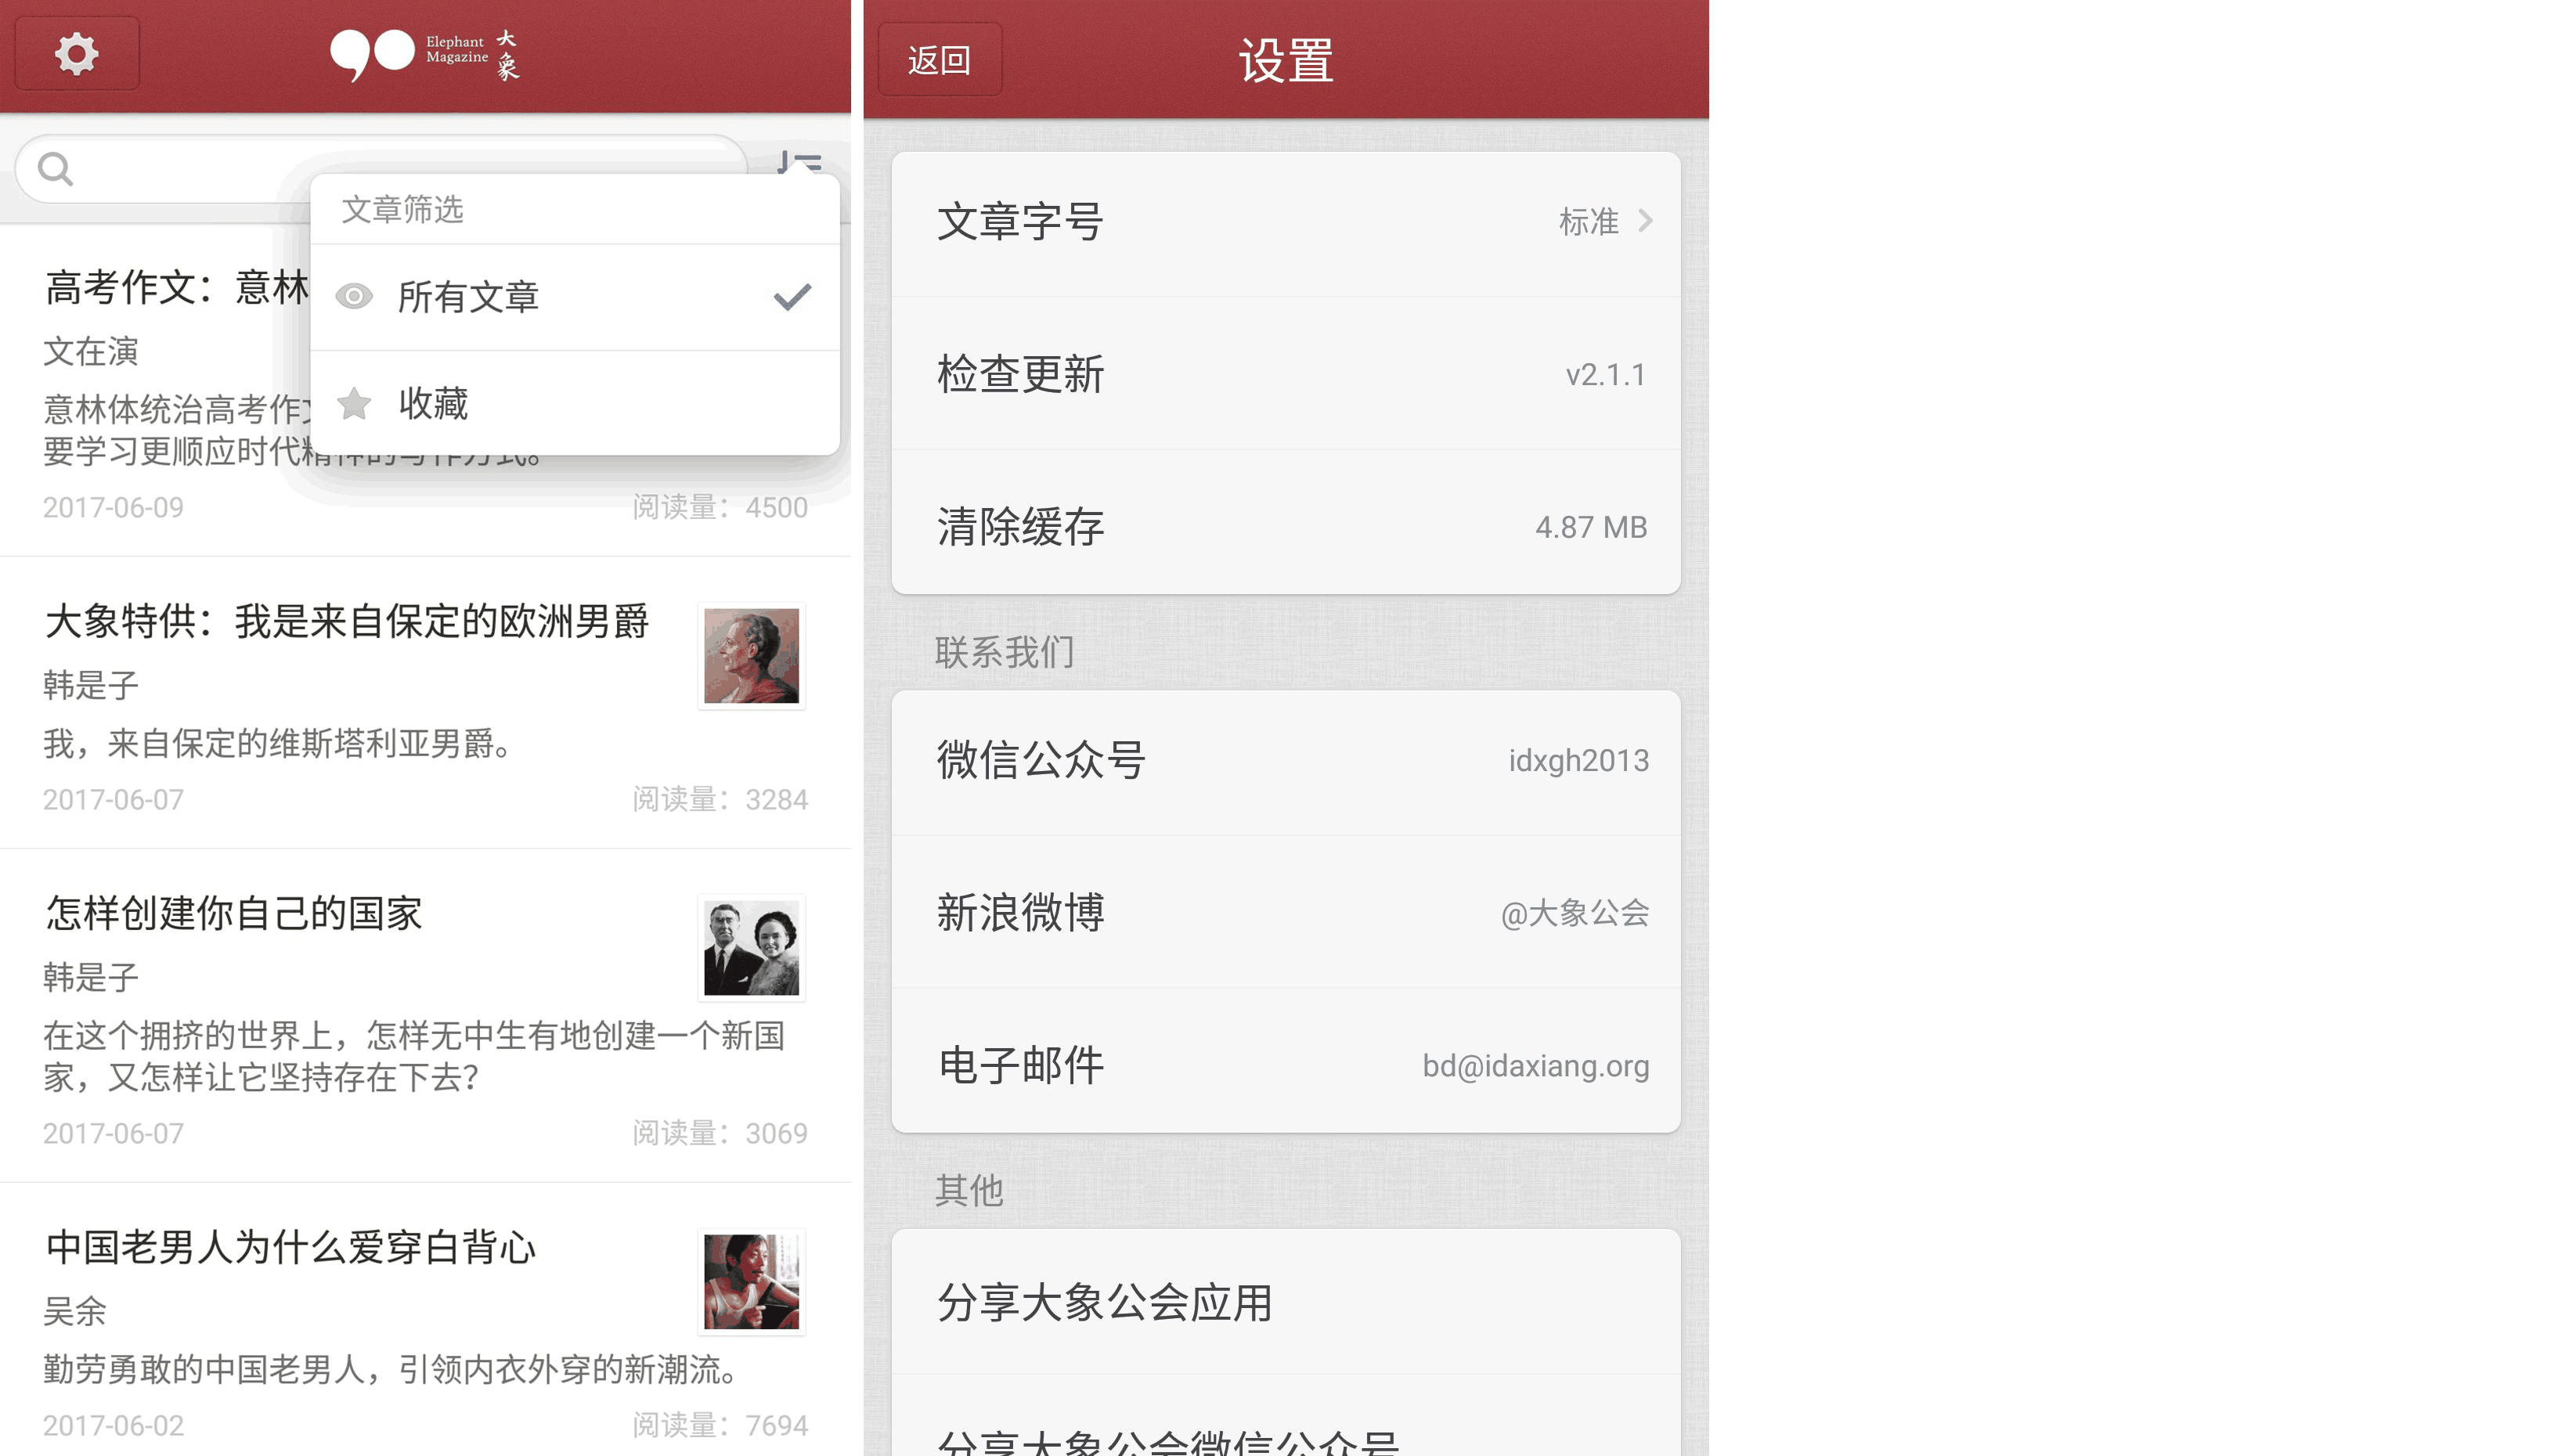 Elephant
Magazine
大象
文章筛选
所有文章
收藏
高考作文：意林
文在演
意林体统治高考作文
要学习更顺应时代精神的写作方式。
2017-06-09 阅读量：4500
大象特供：我是来自保定的欧洲男爵
韩是子
我，来自保定的维斯塔利亚男爵。
2017-06-07 阅读量：3284
怎样创建你自己的国家
韩是子
在这个拥挤的世界上，怎样无中生有地创建一个新国
家，又怎样让它坚持存在下去？
2017-06-07 阅读量：3069
中国老男人为什么爱穿白背心
吴余
勤劳勇敢的中国老男人，引领内衣外穿的新潮流。
2017-06-02 阅读量：7694
返回 设置
文章字号 标准
检查更新 v2.1.1
清除缓存 4.87 MB
联系我们
微信公众号 idxgh2013
新浪微博 @大象公会
电子邮件 bd@idaxiang.org
其他
分享大象公会应用
分享大象公会微信公众号